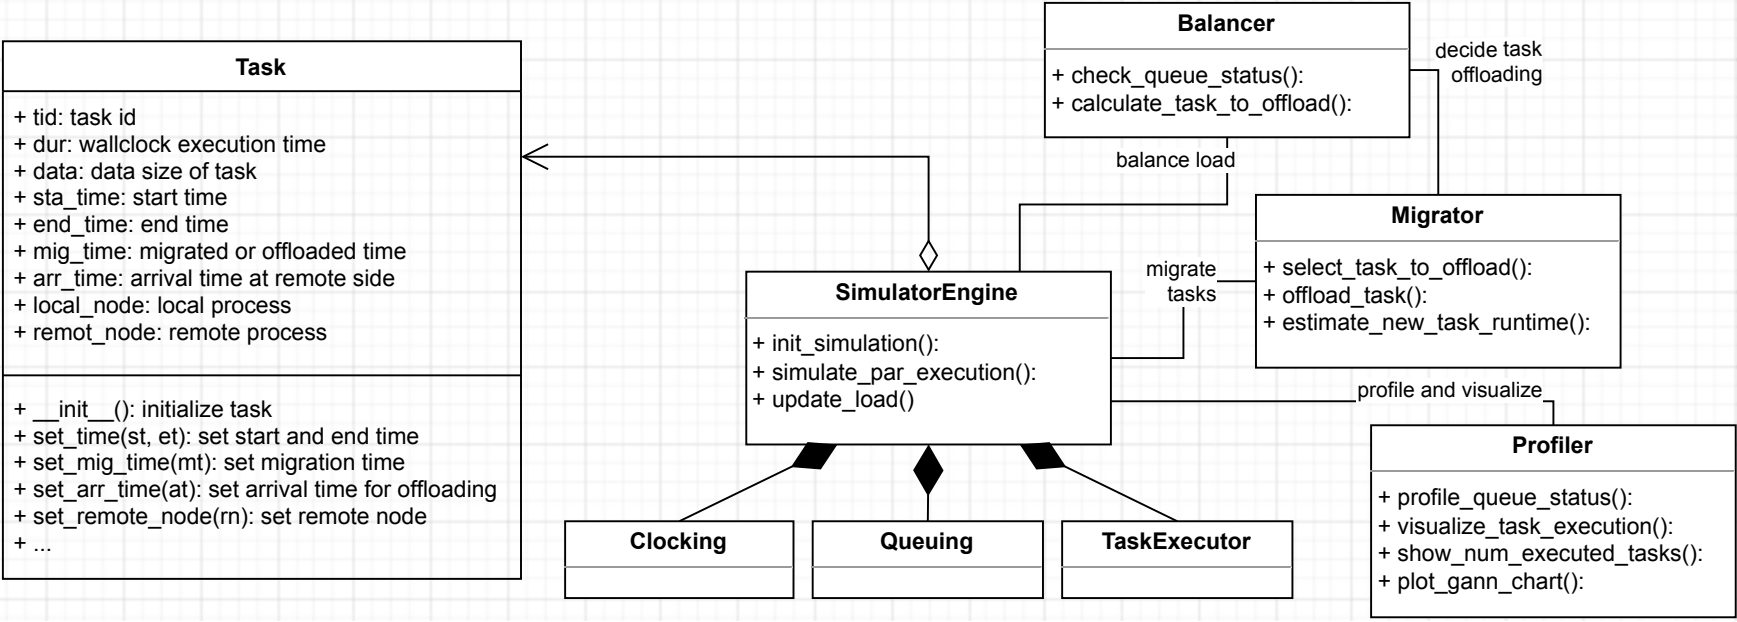 Task
+ tid: task id
+ dur: wallclock execution time
+ data: data size of task
+ sta_time: start time
+ end_time: end time
+ mig_time: migrated or offloaded time
+ arr_time: arrival time at remote side
+ local_node: local process
+ remot_node: remote process
+ __init__(): initialize task
+ set_time(st, et): set start and end time
+ set_mig_time(mt): set migration time
+ set_arr_time(at): set arrival time for offloading
+ set_remote_node(rn): set remote node
+ ...
Balancer
+ check_queue_status():
+ calculate_task_to_offload():
decide task
offloading
balance load
Migrator
+ select_task_to_offload():
+ offload_task():
+ estimate_new_task_runtime():
migrate
tasks
SimulatorEngine
+ init_simulation():
+ simulate_par_execution():
+ update_load()
profile and visualize
Profiler
+ profile_queue_status():
+ visualize_task_execution():
+ show_num_executed_tasks():
+ plot_gann_chart():
Clocking
Queuing
TaskExecutor